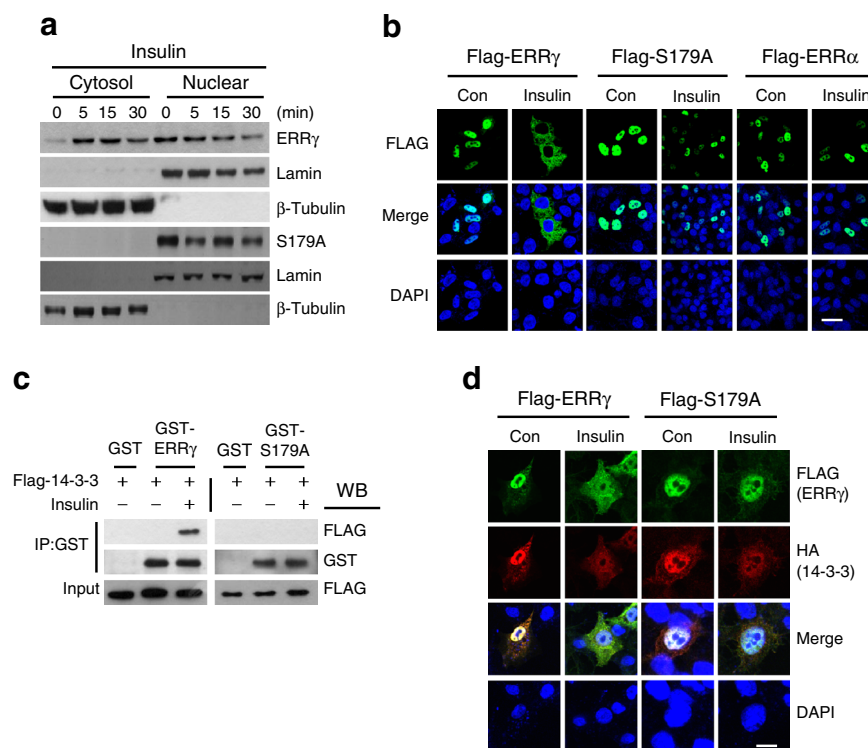 a
Insulin
Cytosol Nuclear
0 5 15 30 0 5 15 30 (min)
ERRγ
Lamin
β-Tubulin
S179A
Lamin
β-Tubulin
b
Flag-ERRγ Flag-S179A Flag-ERRα
Con Insulin Con Insulin Con Insulin
FLAG
Merge
DAPI
c
GST GST-ERRγ GST GST-S179A
Flag-14-3-3 + + + + + + WB
Insulin – – + – – +
IP:GST
FLAG
GST
Input FLAG
d
Flag-ERRγ Flag-S179A
Con Insulin Con Insulin
FLAG
(ERRγ)
HA
(14-3-3)
Merge
DAPI